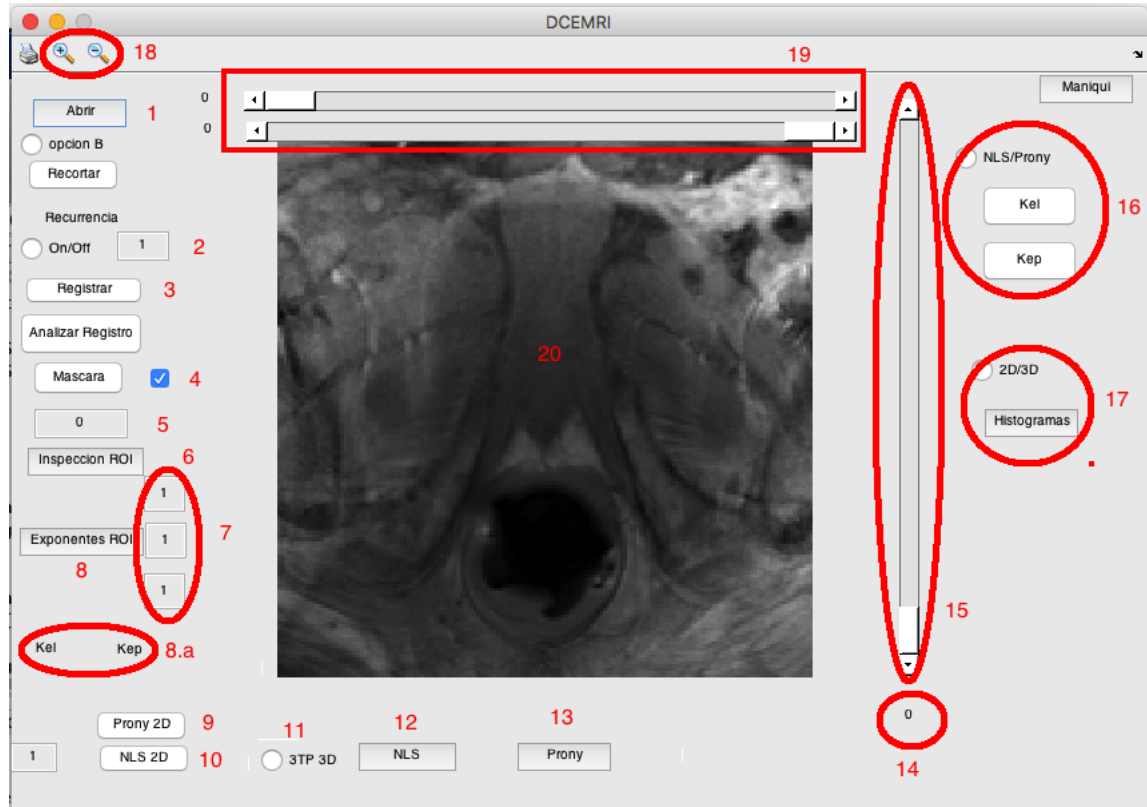 DCEMRI
18
19
Maniqui
0
Abrir
1
0
opcion B
NLS/Prony
Recortar
Kel
16
Recurrencia
On/Off
1
2
Kep
Registrar
3
Analizar Registro
20
Mascara
4
2D/3D
17
0
5
Histogramas
Inspeccion ROI
6
1
Exponentes ROI
1
7
8
1
15
Kel
Kep
8.a
0
Prony 2D
9
11
12
13
1
NLS 2D
10
3TP 3D
NLS
Prony
14